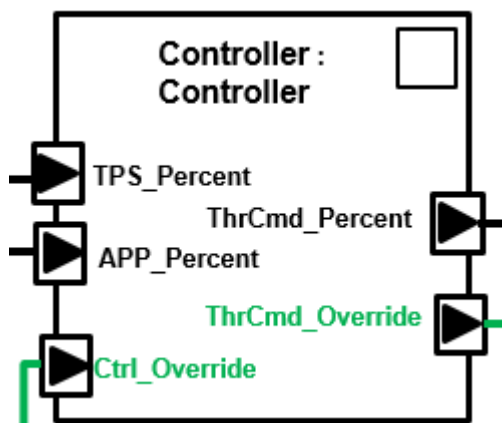 Controller :
Controller
TPS_Percent
ThrCmd_Percent
APP_Percent
ThrCmd_Override
Ctrl_Override